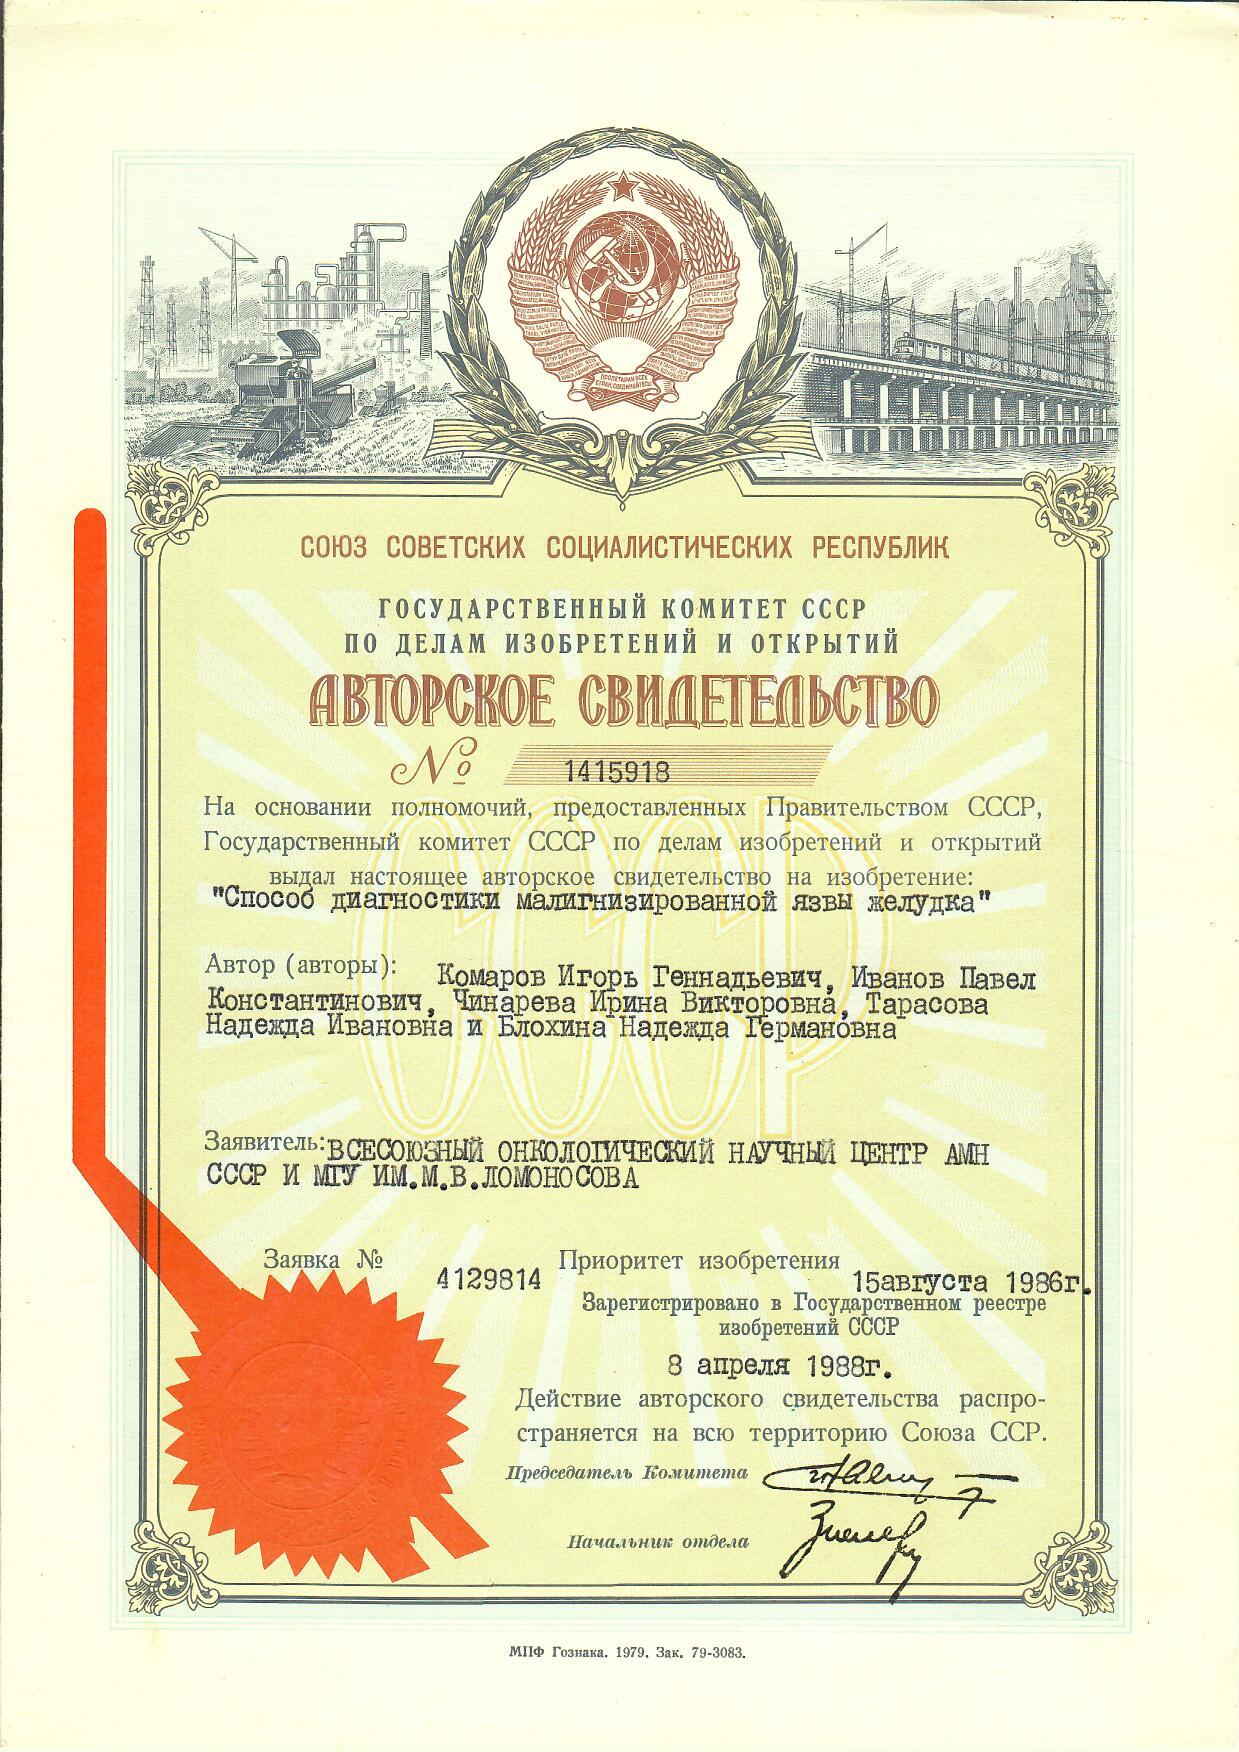 ПРОЛЕТАРИИ ВСЕХ
СТРАН, СОЕДИНЯЙТЕСЬ!
СОЮЗ СОВЕТСКИХ СОЦИАЛИСТИЧЕСКИХ РЕСПУБЛИК
ГОСУДАРСТВЕННЫЙ КОМИТЕТ СССР
ПО ДЕЛАМ ИЗОБРЕТЕНИЙ И ОТКРЫТИЙ
АВТОРСКОЕ СВИДЕТЕЛЬСТВО
№ 1415918
На основании полномочий, предоставленных Правительством СССР,
Государственный комитет СССР по делам изобретений и открытий
выдал настоящее авторское свидетельство на изобретение:
"Способ диагностики малигнизированной язвы желудка"
СССР
Автор (авторы): Комаров Игорь Геннадьевич, Иванов Павел
Константинович, Чинарева Ирина Викторовна, Тарасова
Надежда Ивановна и Блохина Надежда Германовна
Заявитель: ВСЕСОЮЗНЫЙ ОНКОЛОГИЧЕСКИЙ НАУЧНЫЙ ЦЕНТР АМН
СССР И МГУ ИМ.М.В.ЛОМОНОСОВА
Заявка № 4129814 Приоритет изобретения 15августа 1986г.
Зарегистрировано в Государственном реестре
изобретений СССР
8 апреля 1988г.
Действие авторского свидетельства распро-
страняется на всю территорию Союза ССР.
Председатель Комитета
Начальник отдела
МПФ Гознака. 1979. Зак. 79-3083.